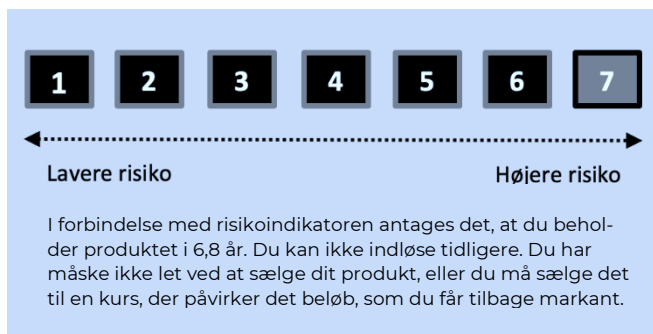 1 2 3 4 5 6 7
Lavere risiko Højere risiko
I forbindelse med risikoindikatoren antages det, at du behol-
der produktet i 6,8 år. Du kan ikke indløse tidligere. Du har
måske ikke let ved at sælge dit produkt, eller du må sælge det
til en kurs, der påvirker det beløb, som du får tilbage markant.